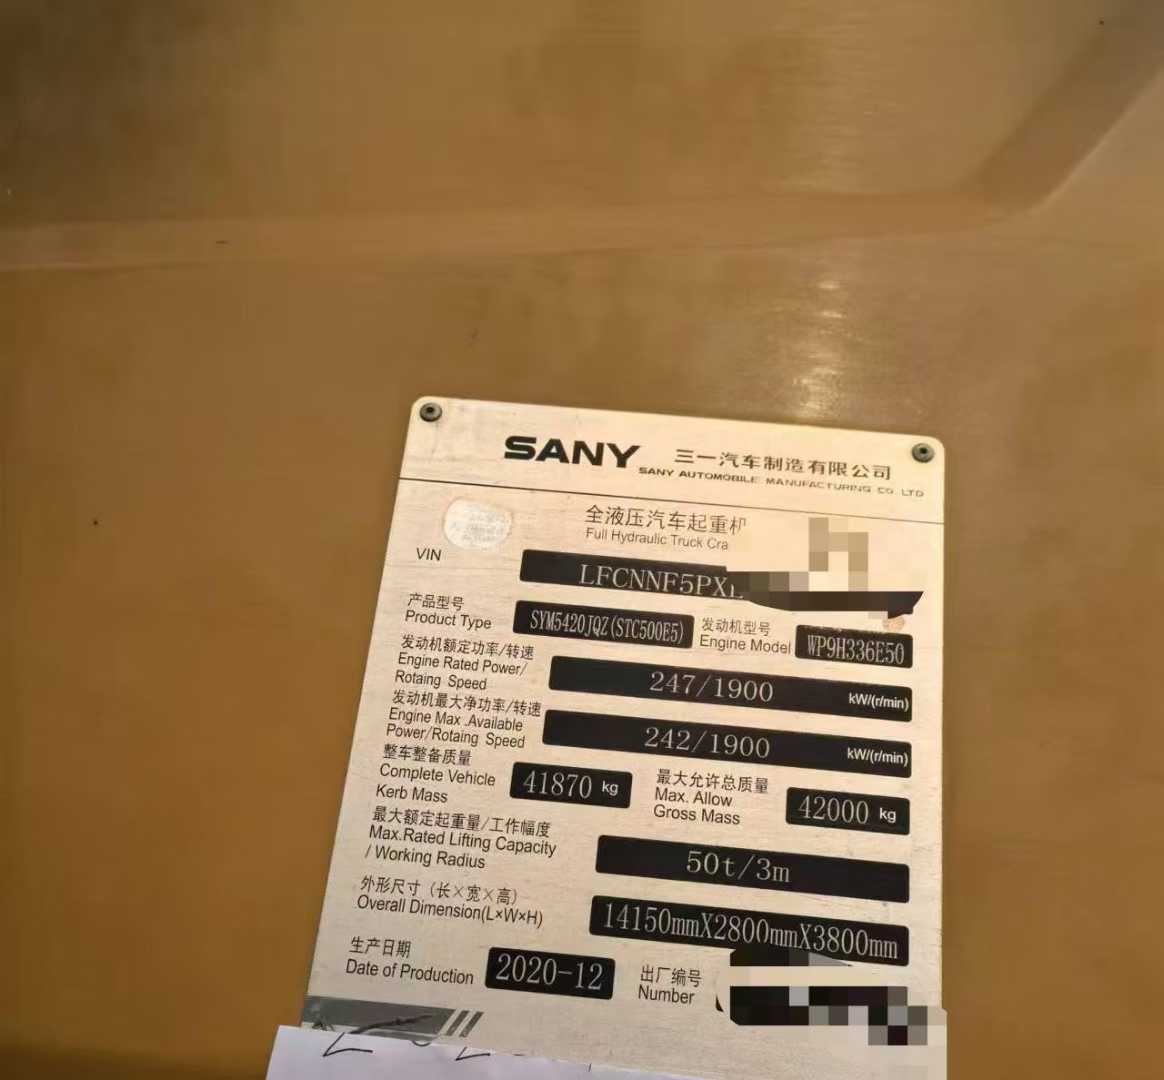 SANY 三一汽车制造有限公司
SANY AUTOMOBILE MANUFACTURING CO. LTD
全液压汽车起重机
Full Hydraulic Truck Cra
VIN LFCNNF5PX
产品型号 发动机型号
Product Type SYM5420JQZ(STC500E5) Engine Model WP9H336E50
发动机额定功率/转速
Engine Rated Power/ 247/1900 kW/(r/min)
Rotaing Speed
发动机最大净功率/转速
Engine Max .Available 242/1900 kW/(r/min)
Power/Rotaing Speed
整车整备质量 最大允许总质量
Complete Vehicle 41870 kg Max. Allow 42000 kg
Kerb Mass Gross Mass
最大额定起重量/工作幅度
Max.Rated Lifting Capacity 50t/3m
/ Working Radius
外形尺寸（长×宽×高）
Overall Dimension(L×W×H) 14150mmX2800mmX3800mm
生产日期 出厂编号
Date of Production 2020-12 Number